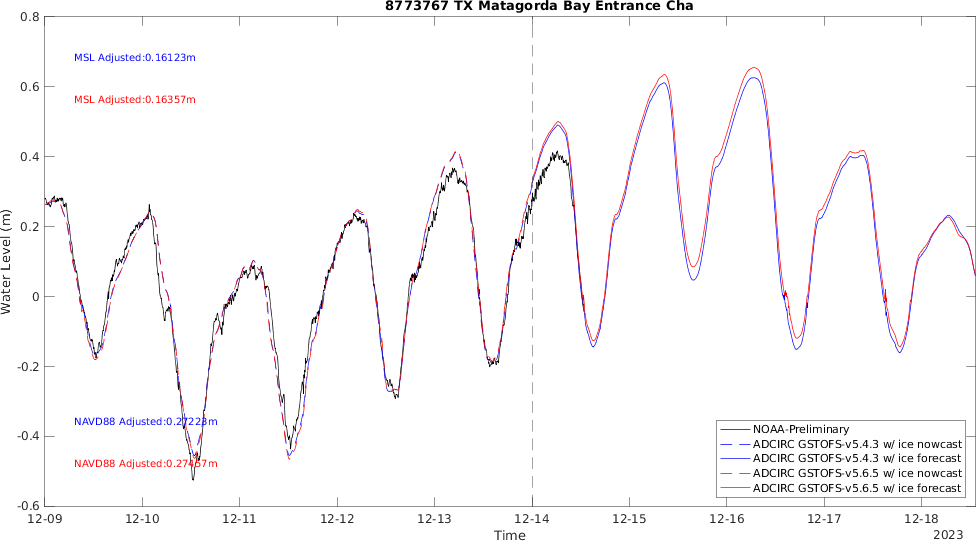 8773767 TX Matagorda Bay Entrance Cha
0.8
0.6
0.4
0.2
0
-0.2
-0.4
-0.6
Water Level (m)
MSL Adjusted:0.16123m
MSL Adjusted:0.16357m
NAVD88 Adjusted:0.27223m
NAVD88 Adjusted:0.27457m
NOAA-Preliminary
ADCIRC GSTOFS-v5.4.3 w/ ice nowcast
ADCIRC GSTOFS-v5.4.3 w/ ice forecast
ADCIRC GSTOFS-v5.6.5 w/ ice nowcast
ADCIRC GSTOFS-v5.6.5 w/ ice forecast
12-09 12-10 12-11 12-12 12-13 12-14 12-15 12-16 12-17 12-18
Time
2023